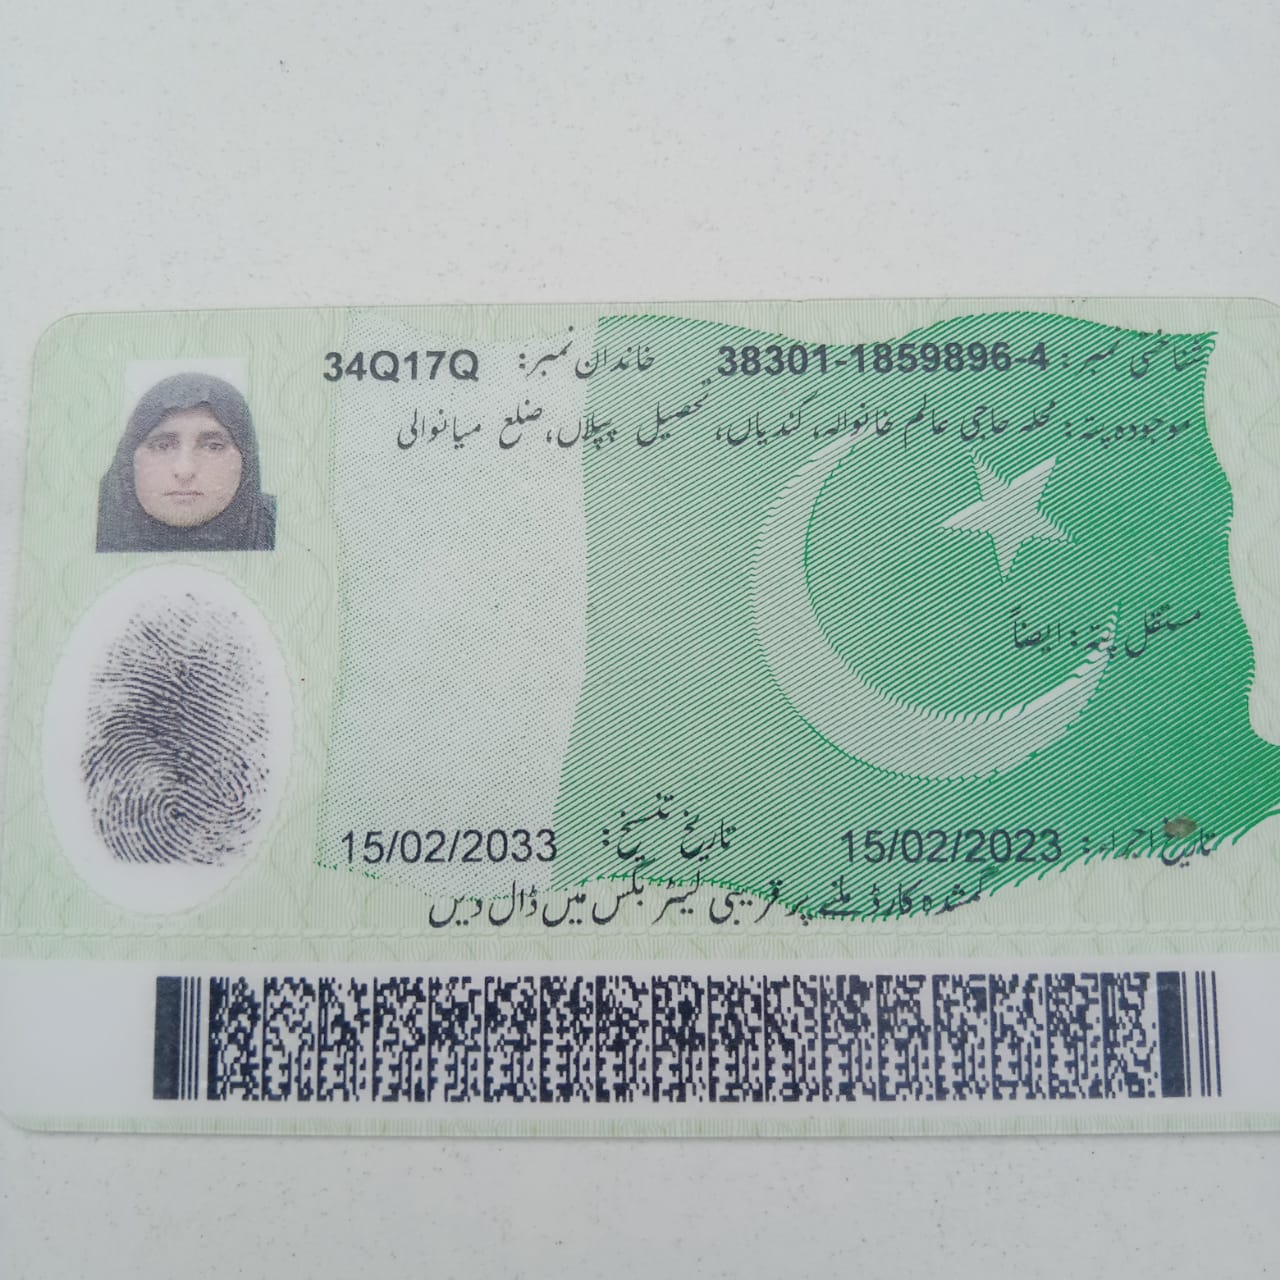 شناختی نمبر: 38301-1859896-4 خاندان نمبر: 34Q17Q
موجودہ پتہ: محلہ حاجی عالم خانوالہ، کندیاں، تحصیل پیپلاں، ضلع میانوالی
مستقل پتہ: ایضاً
تاریخ اجراء: 15/02/2023 تاریخ تنسیخ: 15/02/2033
گمشدہ کارڈ ملنے پر قریبی لیٹر بکس میں ڈال دیں